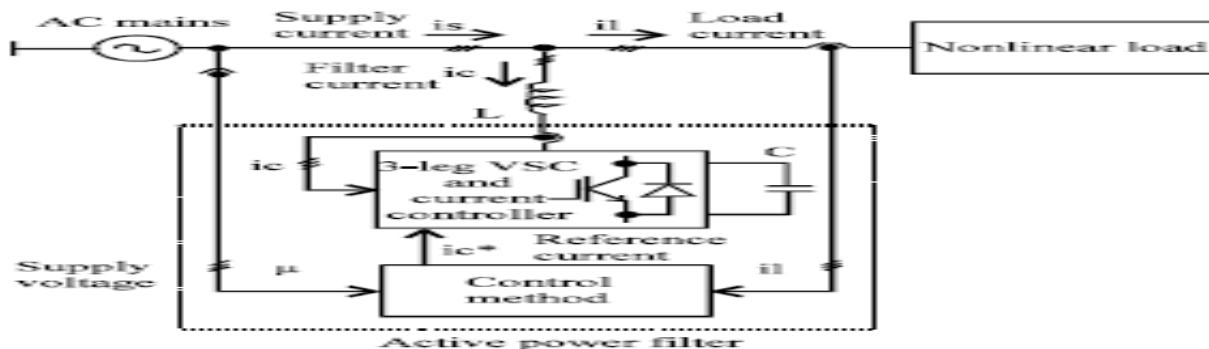 AC mains
Supply
current
is
il
Load
current
Nonlinear load
Filter
current
ic
L
ic
3-leg VSC
and
current
controller
C
ic*
Reference
current
Supply
voltage
μ
Control
method
il
Active power filter